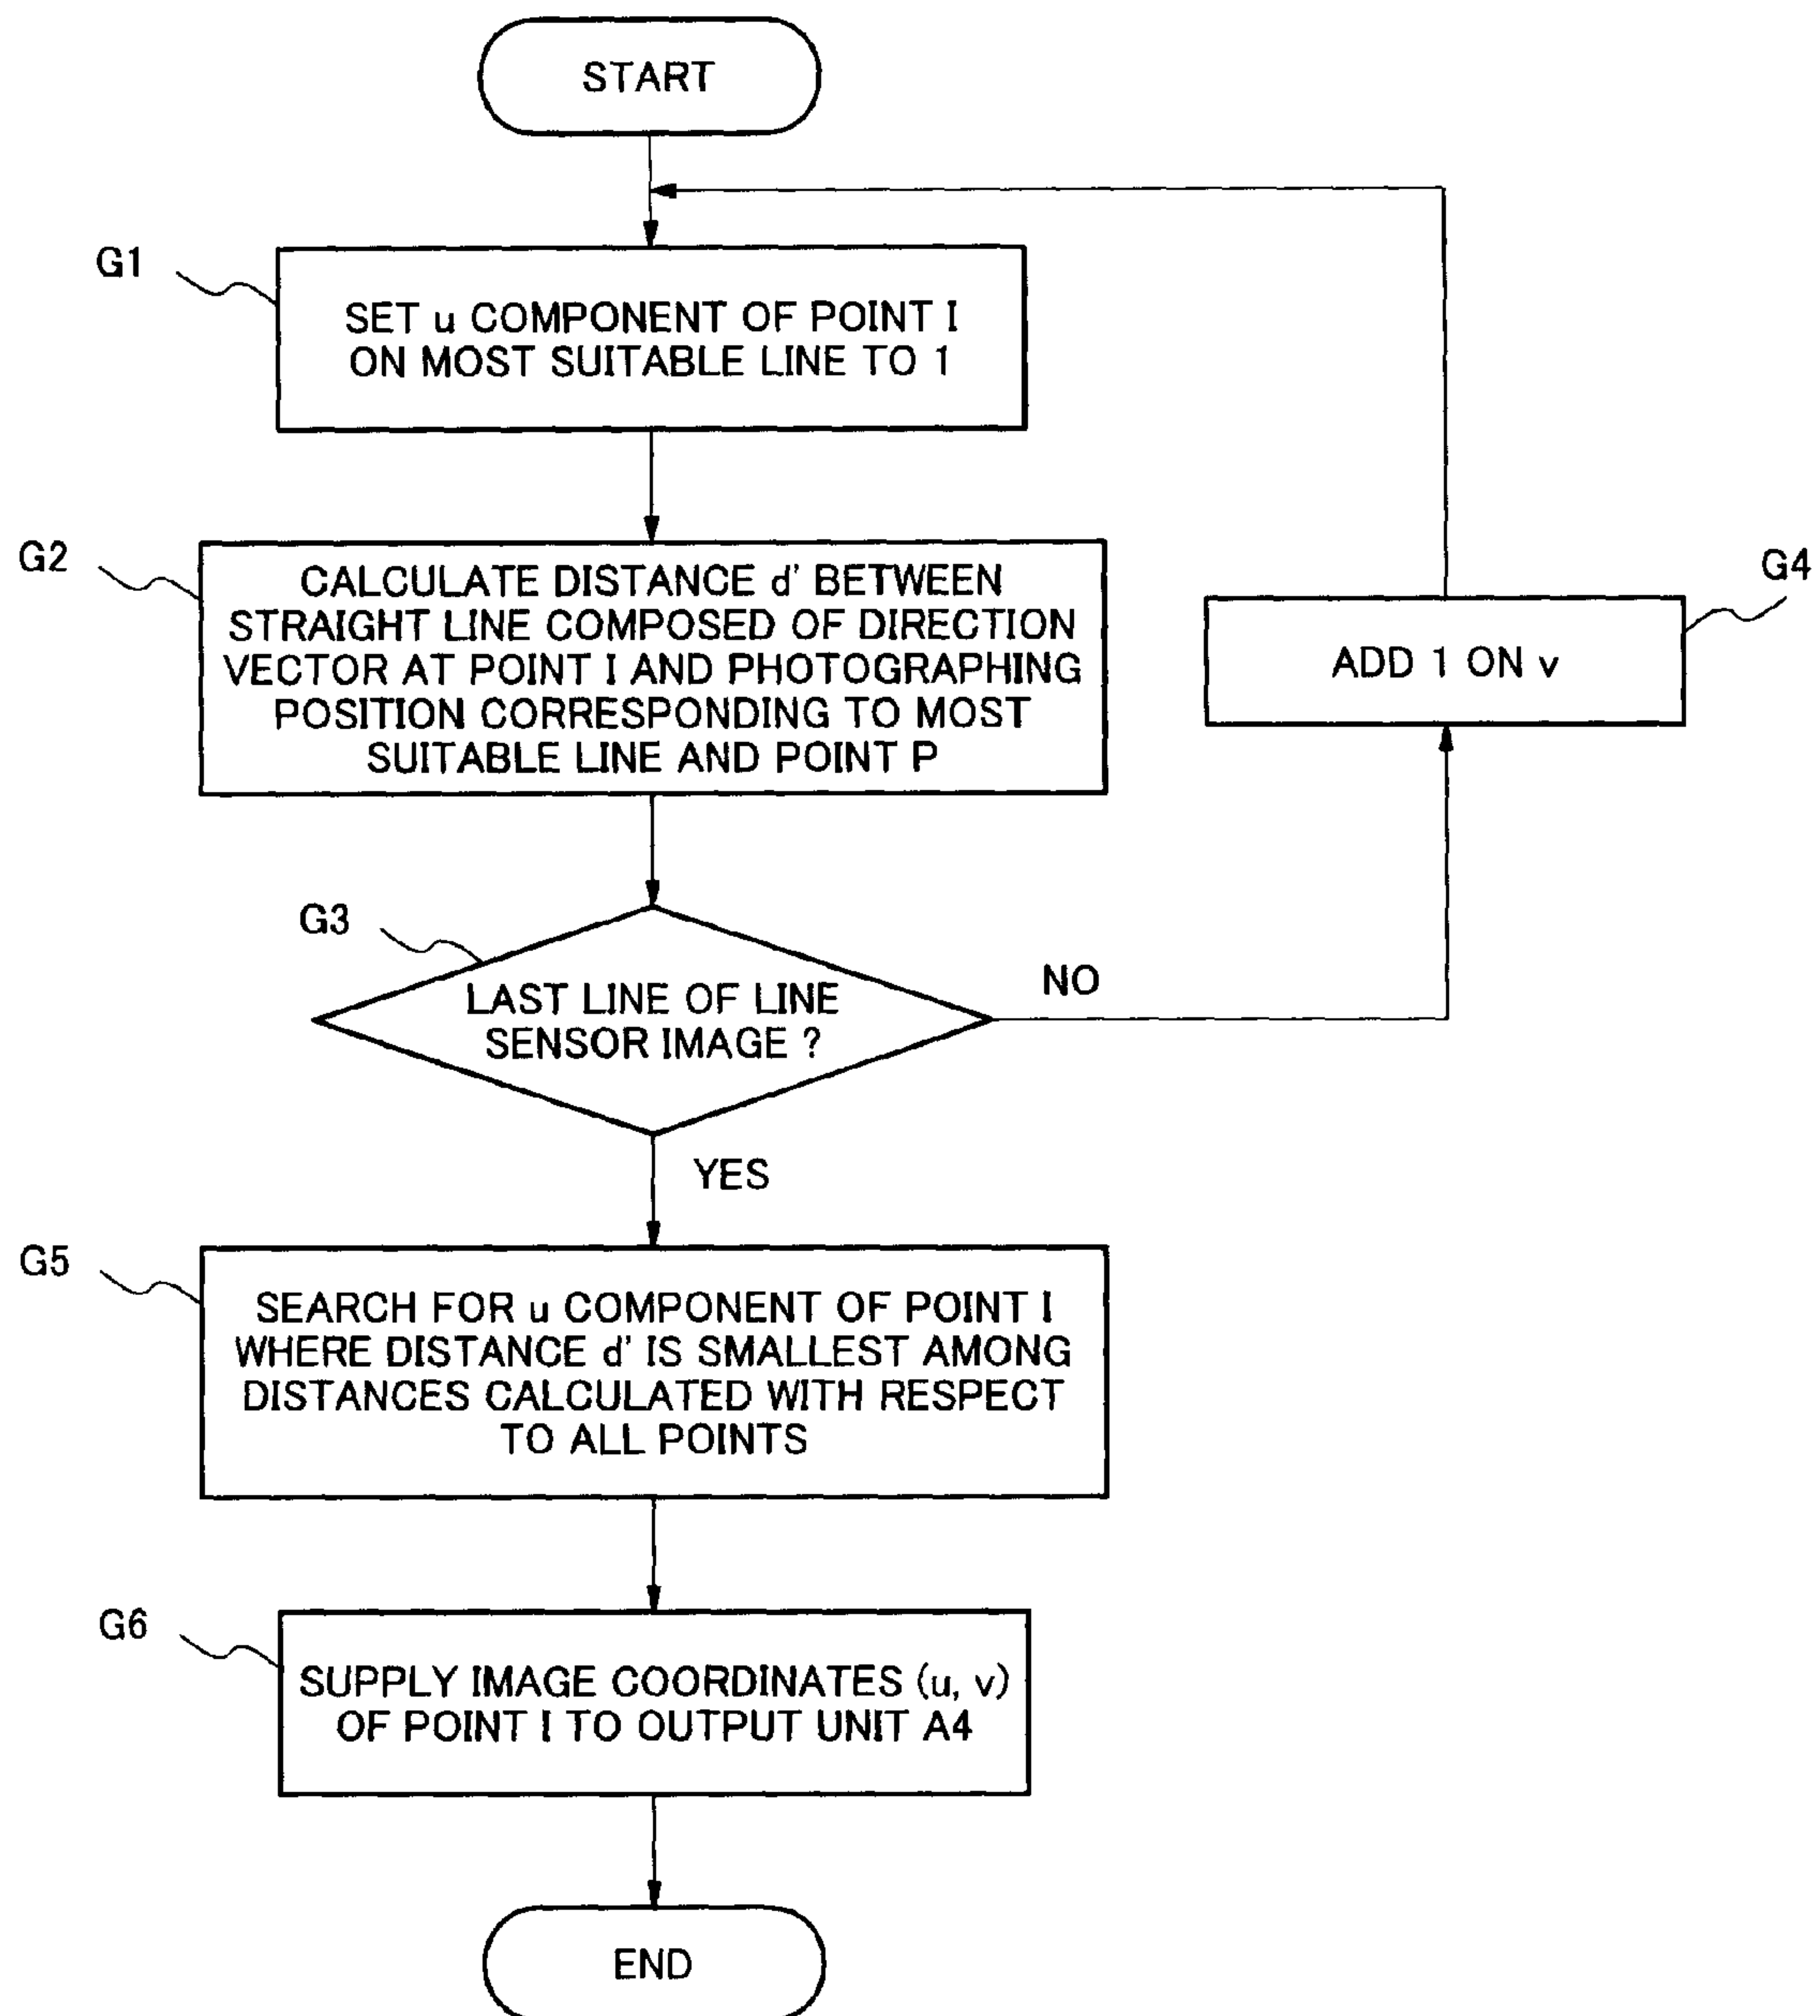 START
G1
SET u COMPONENT OF POINT I
ON MOST SUITABLE LINE TO 1
G2
CALCULATE DISTANCE d' BETWEEN
STRAIGHT LINE COMPOSED OF DIRECTION
VECTOR AT POINT I AND PHOTOGRAPHING
POSITION CORRESPONDING TO MOST
SUITABLE LINE AND POINT P
G4
ADD 1 ON v
G3
LAST LINE OF LINE
SENSOR IMAGE ?
NO
YES
G5
SEARCH FOR u COMPONENT OF POINT I
WHERE DISTANCE d' IS SMALLEST AMONG
DISTANCES CALCULATED WITH RESPECT
TO ALL POINTS
G6
SUPPLY IMAGE COORDINATES (u, v)
OF POINT I TO OUTPUT UNIT A4
END